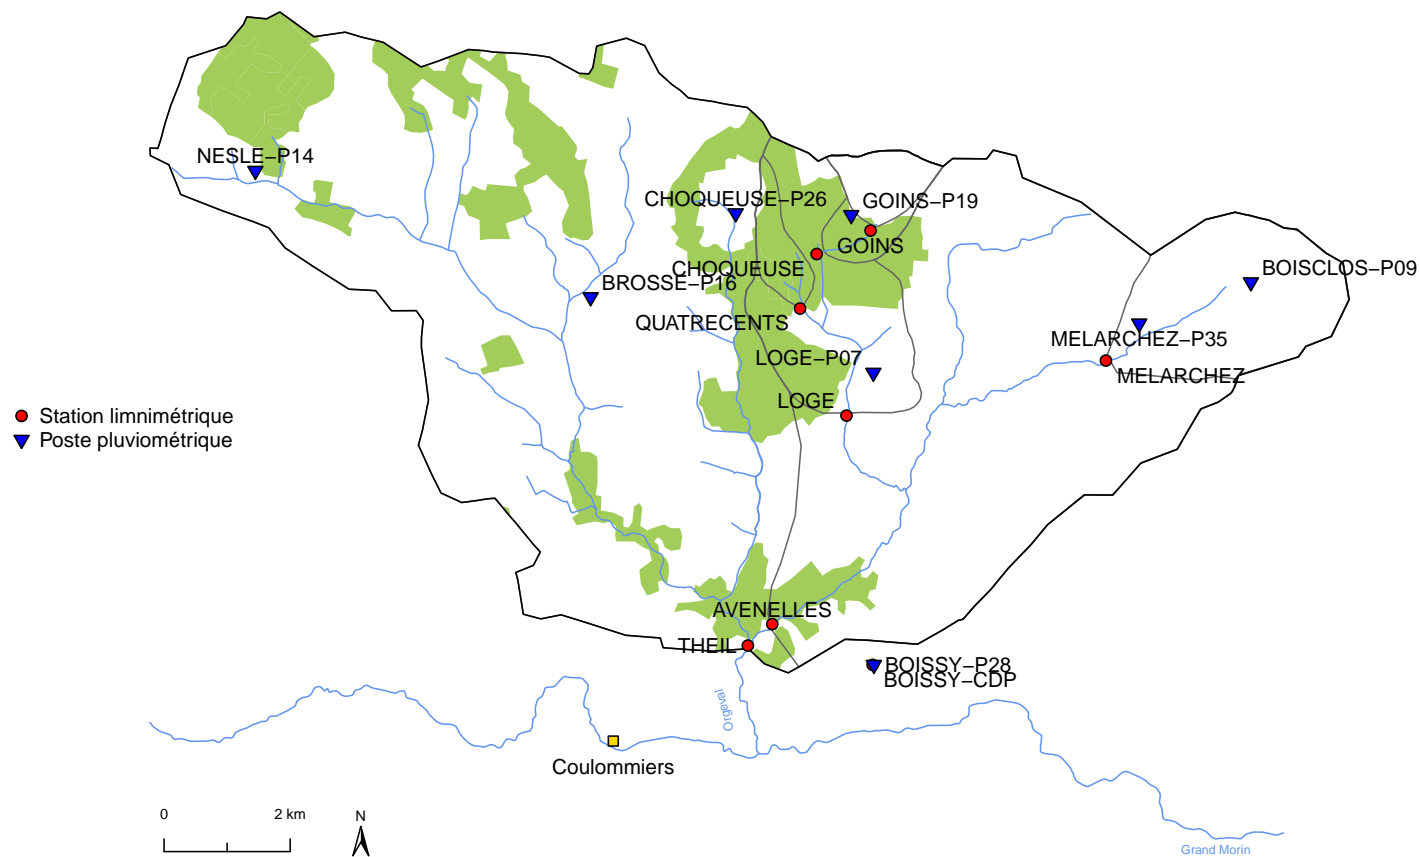 NESLE−P14
CHOQUEUSE−P26
GOINS−P19
GOINS
CHOQUEUSE
BOISCLOS−P09
BROSSE−P16
QUATRECENTS
MELARCHEZ−P35
LOGE−P07
MELARCHEZ
LOGE
Station limnimétrique
Poste pluviométrique
AVENELLES
THEIL
BOISSY−P28
BOISSY−CDP
Orgeval
Coulommiers
0
2 km
N
Grand Morin